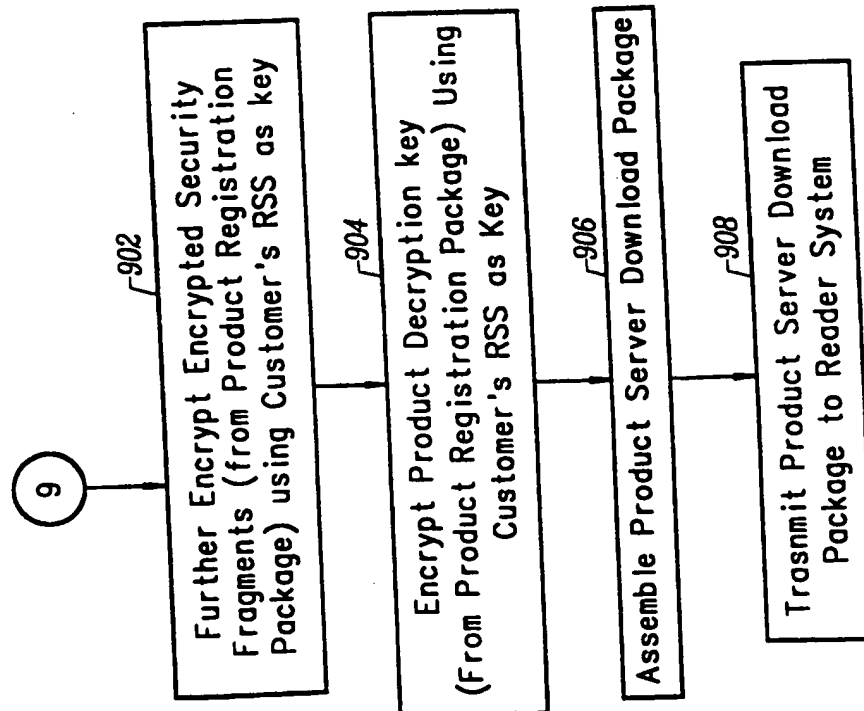 9
902
Further Encrypt Encrypted Security
Fragments (from Product Registration
Package) using Customer's RSS as key
904
Encrypt Product Decryption key
(From Product Registration Package) Using
Customer's RSS as Key
906
Assemble Product Server Download Package
908
Trasnmit Product Server Download
Package to Reader System